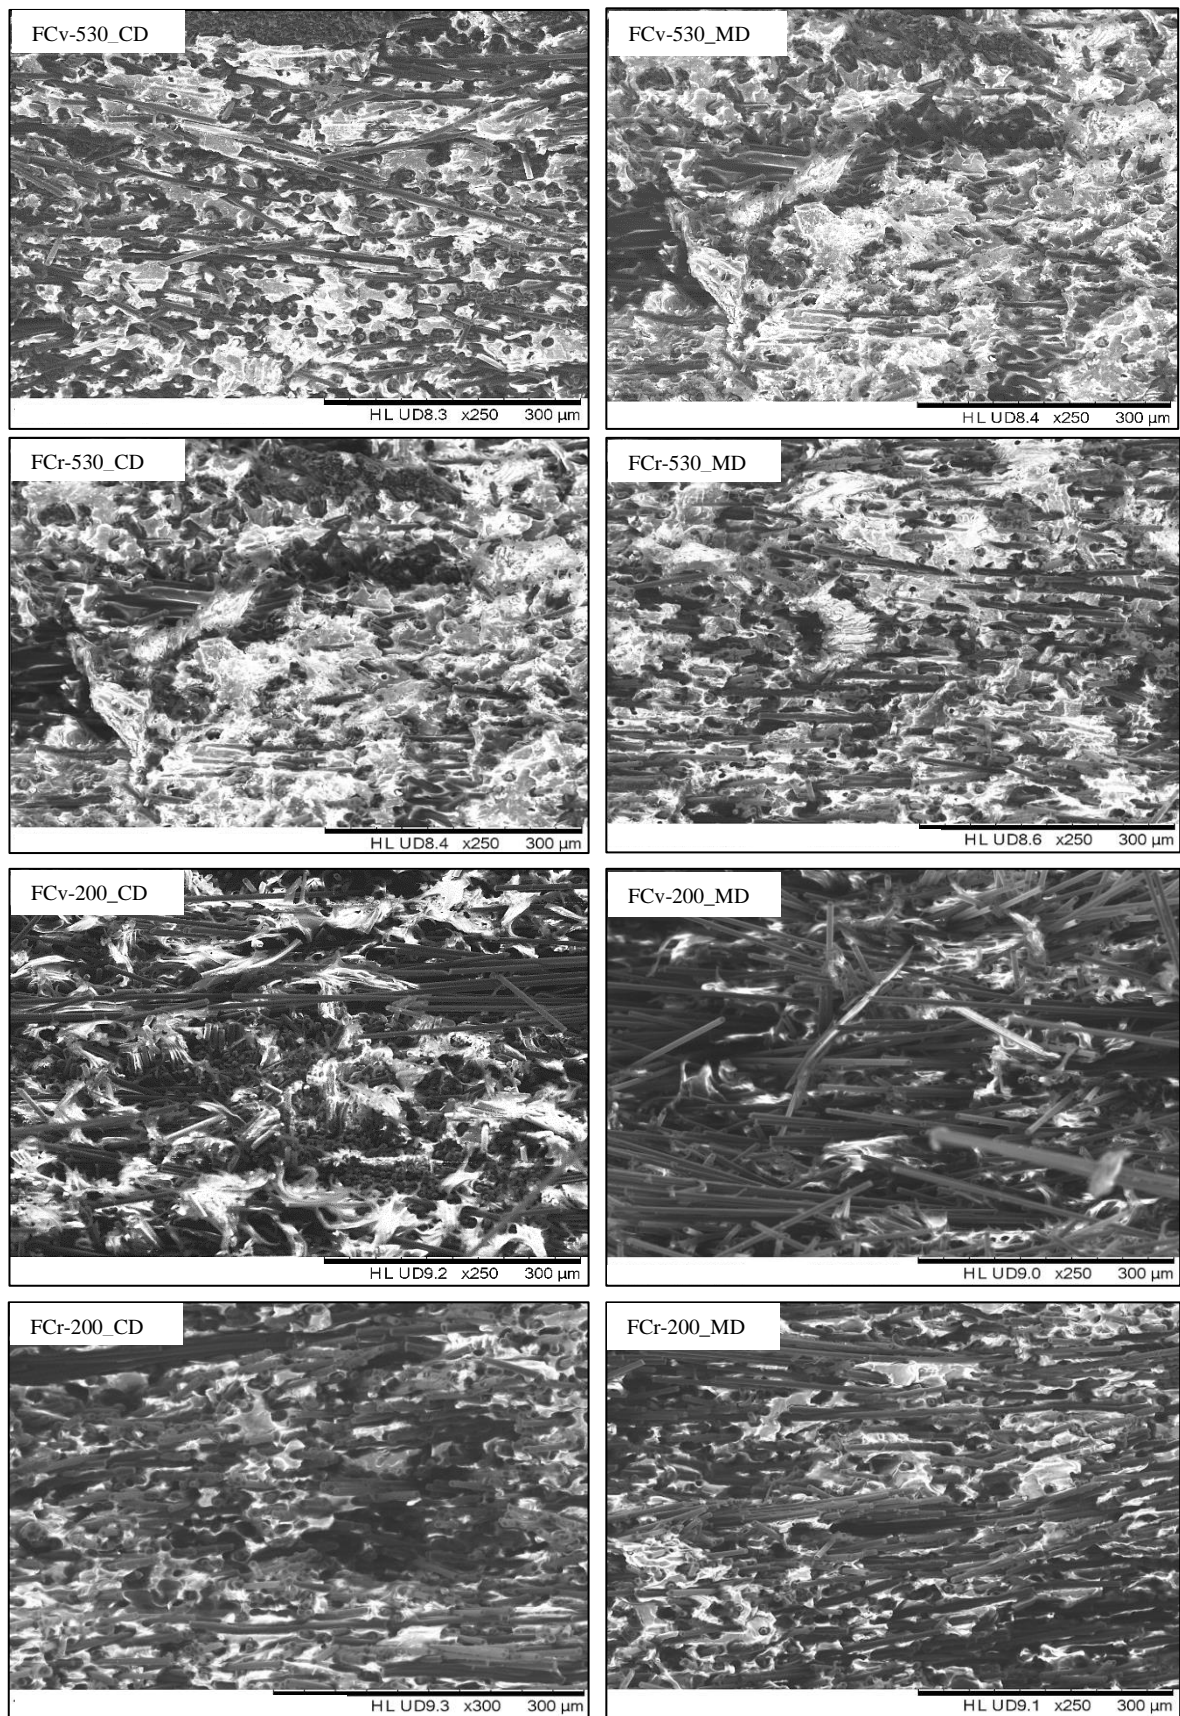 FCv-530_CD
FCv-530_MD
HL UD8.3 x250 300 µm
HL UD8.4 x250 300 µm
FCr-530_CD
FCr-530_MD
HL UD8.4 x250 300 µm
HL UD8.6 x250 300 µm
FCv-200_CD
FCv-200_MD
HL UD9.2 x250 300 µm
HL UD9.0 x250 300 µm
FCr-200_CD
FCr-200_MD
HL UD9.3 x300 300 µm
HL UD9.1 x250 300 µm